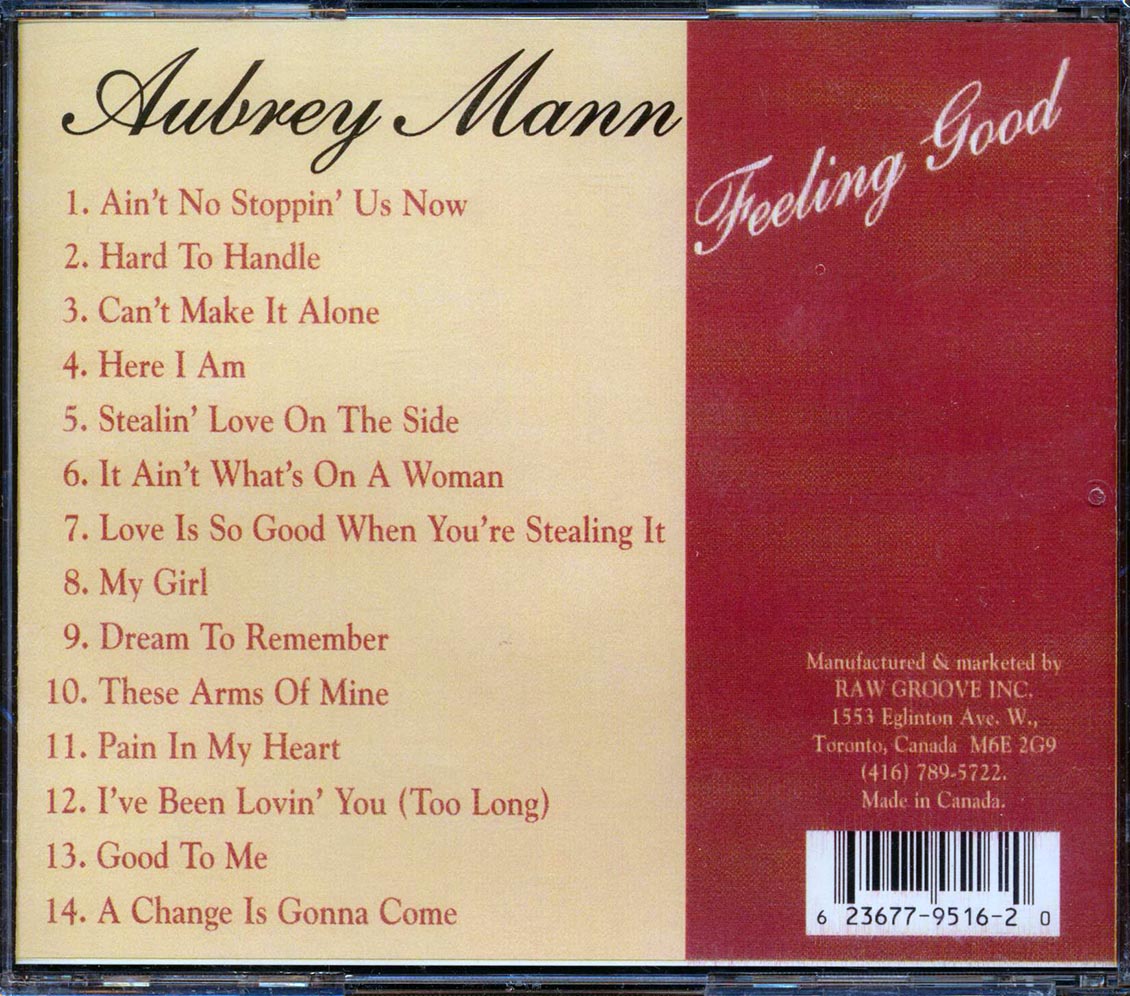 Aubrey Mann
1. Ain't No Stoppin' Us Now
2. Hard To Handle
3. Can't Make It Alone
4. Here I Am
5. Stealin' Love On The Side
6. It Ain't What's On A Woman
7. Love Is So Good When You're Stealing It
8. My Girl
9. Dream To Remember
10. These Arms Of Mine
11. Pain In My Heart
12. I've Been Lovin' You (Too Long)
13. Good To Me
14. A Change Is Gonna Come
Feeling Good
Manufactured & marketed by
RAW GROOVE INC.
1553 Eglinton Ave. W.,
Toronto, Canada M6E 2G9
(416) 789-5722.
Made in Canada.
6 23677-9516-2 0